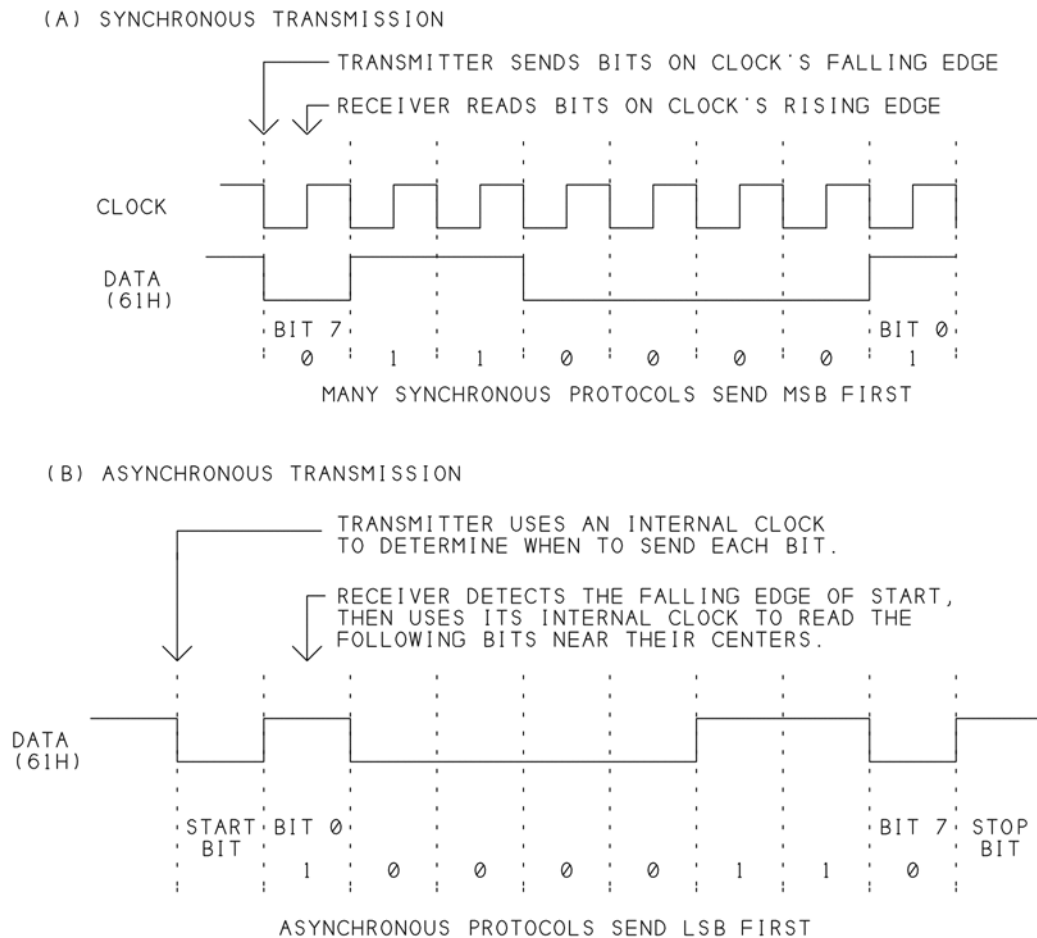 (A) SYNCHRONOUS TRANSMISSION
TRANSMITTER SENDS BITS ON CLOCK'S FALLING EDGE
RECEIVER READS BITS ON CLOCK'S RISING EDGE
CLOCK
DATA
(61H)
BIT 7 BIT 0
0 1 1 0 0 0 0 1
MANY SYNCHRONOUS PROTOCOLS SEND MSB FIRST
(B) ASYNCHRONOUS TRANSMISSION
TRANSMITTER USES AN INTERNAL CLOCK
TO DETERMINE WHEN TO SEND EACH BIT.
RECEIVER DETECTS THE FALLING EDGE OF START,
THEN USES ITS INTERNAL CLOCK TO READ THE
FOLLOWING BITS NEAR THEIR CENTERS.
DATA
(61H)
START BIT 0 BIT 7 STOP
BIT BIT
1 0 0 0 0 1 1 0
ASYNCHRONOUS PROTOCOLS SEND LSB FIRST